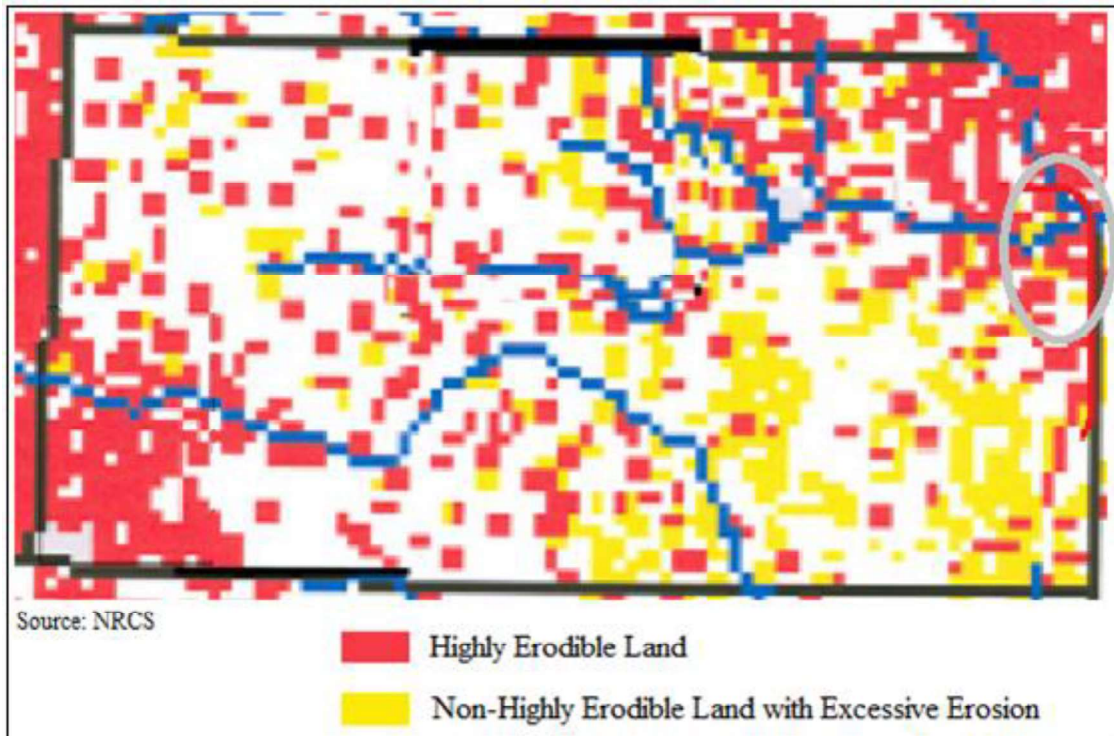 Source: NRCS
Highly Erodible Land
Non-Highly Erodible Land with Excessive Erosion